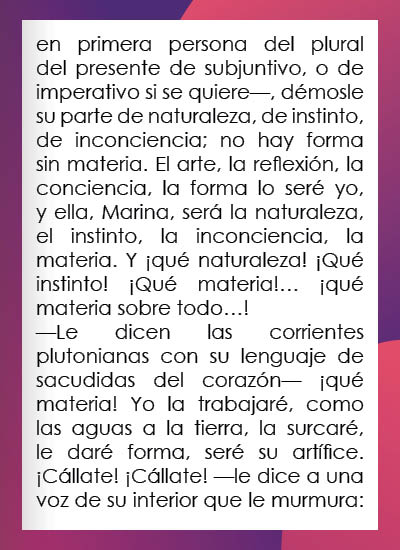 en primera persona del plural
del presente de subjuntivo, o de
imperativo si se quiere—, démosle
su parte de naturaleza, de instinto,
de inconciencia; no hay forma
sin materia. El arte, la reflexión, la
conciencia, la forma lo seré yo,
y ella, Marina, será la naturaleza,
el instinto, la inconciencia, la
materia. Y ¡qué naturaleza! ¡Qué
instinto! ¡Qué materia!... ¡qué
materia sobre todo...!
—Le dicen las corrientes
plutonianas con su lenguaje de
sacudidas del corazón— ¡qué
materia! Yo la trabajaré, como
las aguas a la tierra, la surcaré,
le daré forma, seré su artífice.
¡Cállate! ¡Cállate! —le dice a una
voz de su interior que le murmura: